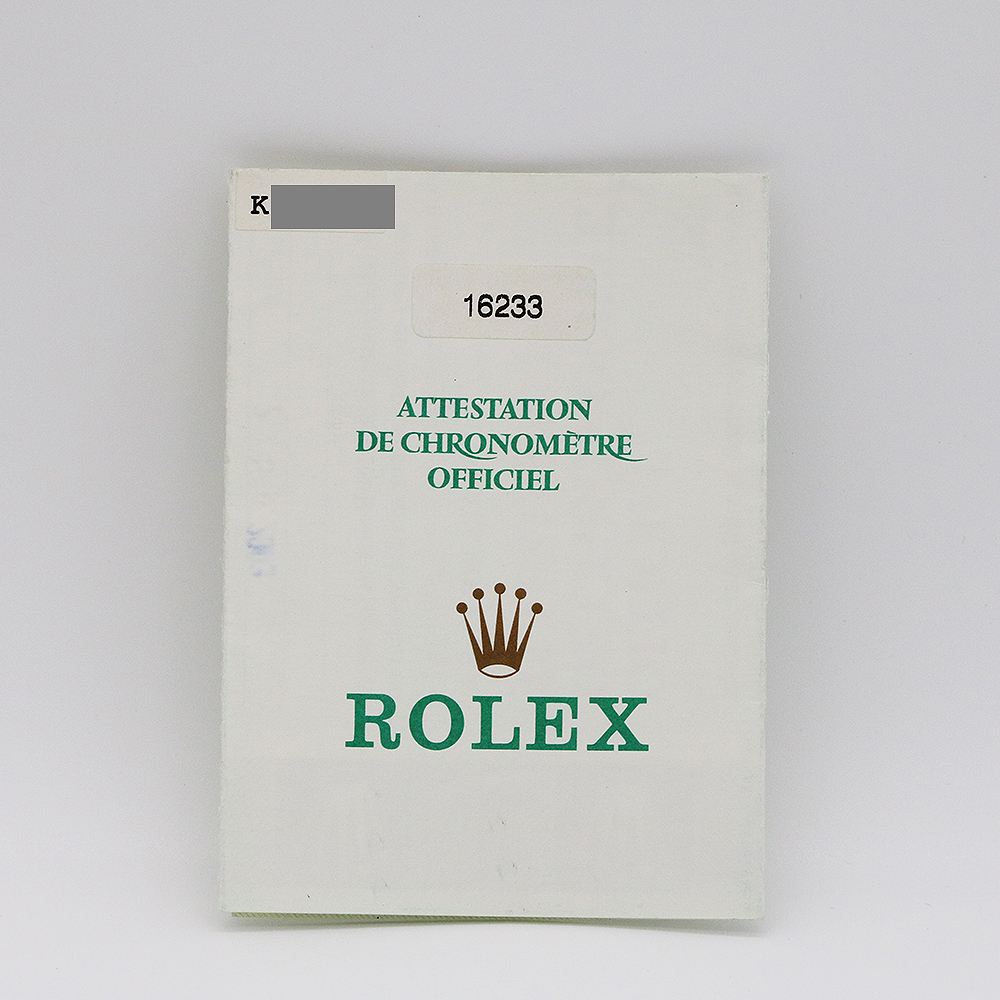 K
16233
ATTESTATION
DE CHRONOMÈTRE
OFFICIEL
ROLEX